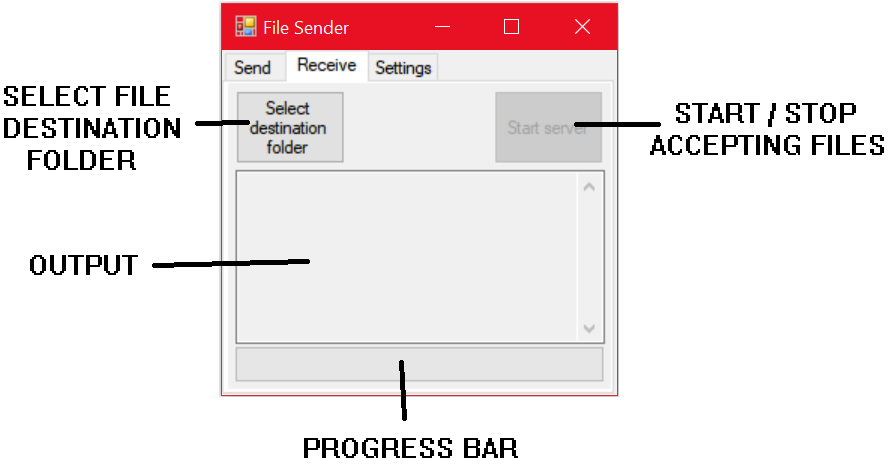 File Sender
Send Receive Settings
SELECT FILE
DESTINATION
FOLDER
Select
destination
folder
Start server
START / STOP
ACCEPTING FILES
OUTPUT
PROGRESS BAR